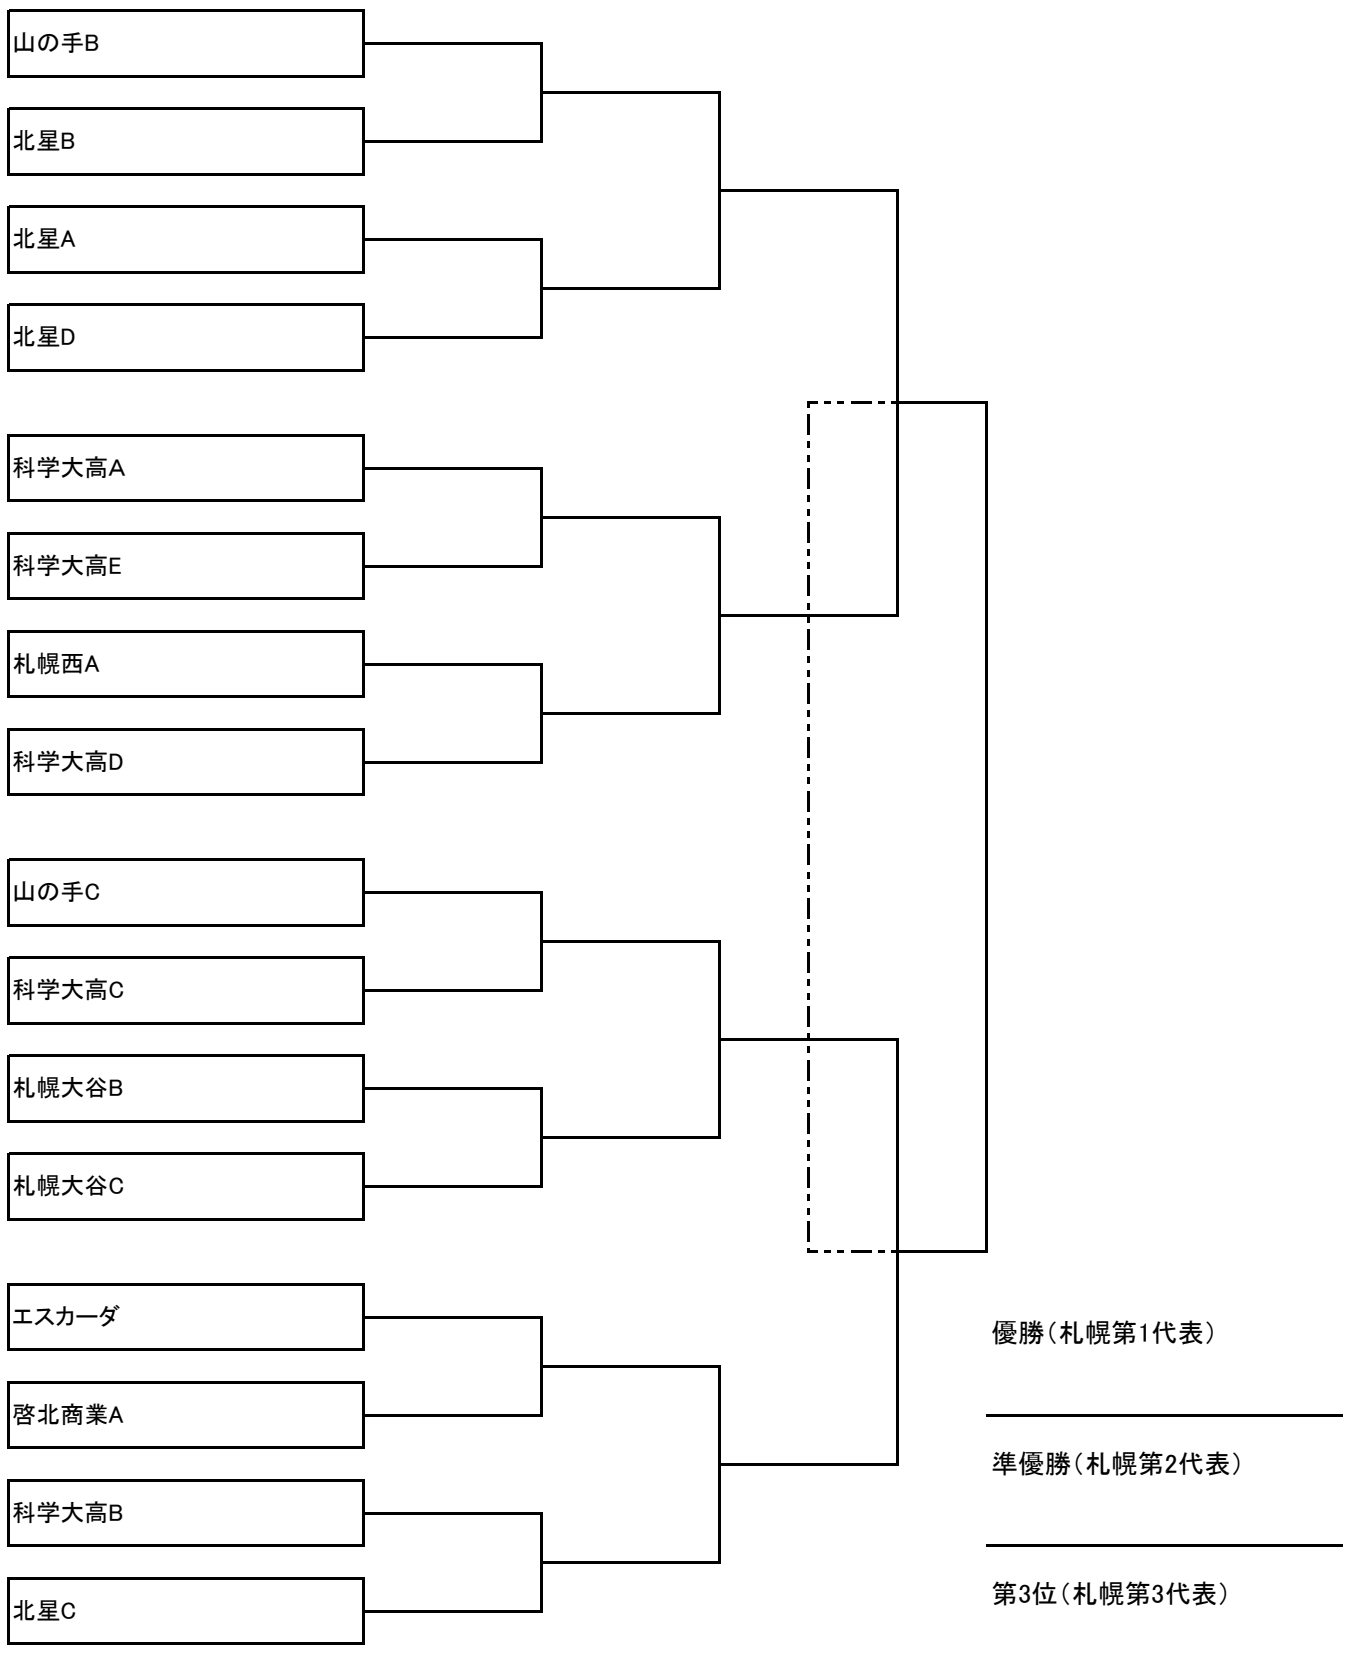 山の手B
北星B
北星A
北星D
科学大高A
科学大高E
札幌西A
科学大高D
山の手C
科学大高C
札幌大谷B
札幌大谷C
エスカーダ
啓北商業A
科学大高B
北星C
優勝（札幌第1代表）
準優勝（札幌第2代表）
第3位（札幌第3代表）